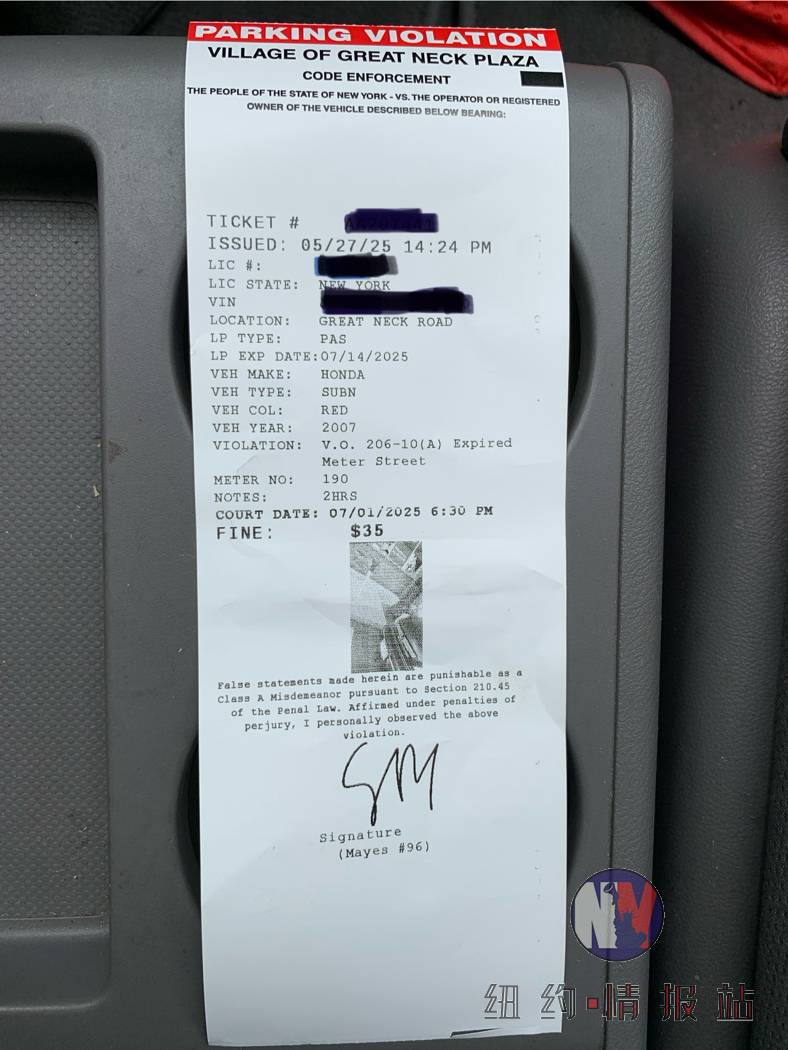 PARKING VIOLATION
VILLAGE OF GREAT NECK PLAZA
CODE ENFORCEMENT
THE PEOPLE OF THE STATE OF NEW YORK - VS. THE OPERATOR OR REGISTERED
OWNER OF THE VEHICLE DESCRIBED BELOW BEARING:
TICKET #
ISSUED: 05/27/25 14:24 PM
LIC #:
LIC STATE: NEW YORK
VIN
LOCATION: GREAT NECK ROAD
LP TYPE: PAS
LP EXP DATE:07/14/2025
VEH MAKE: HONDA
VEH TYPE: SUBN
VEH COL: RED
VEH YEAR: 2007
VIOLATION: V.O. 206-10(A) Expired
Meter Street
METER NO: 190
NOTES: 2HRS
COURT DATE: 07/01/2025 6:30 PM
FINE: $35
False statements made herein are punishable as a
Class A Misdemeanor pursuant to Section 210.45
of the Penal Law. Affirmed under penalties of
perjury, I personally observed the above
violation.
Signature
(Mayes #96)
NY
纽约·情报站